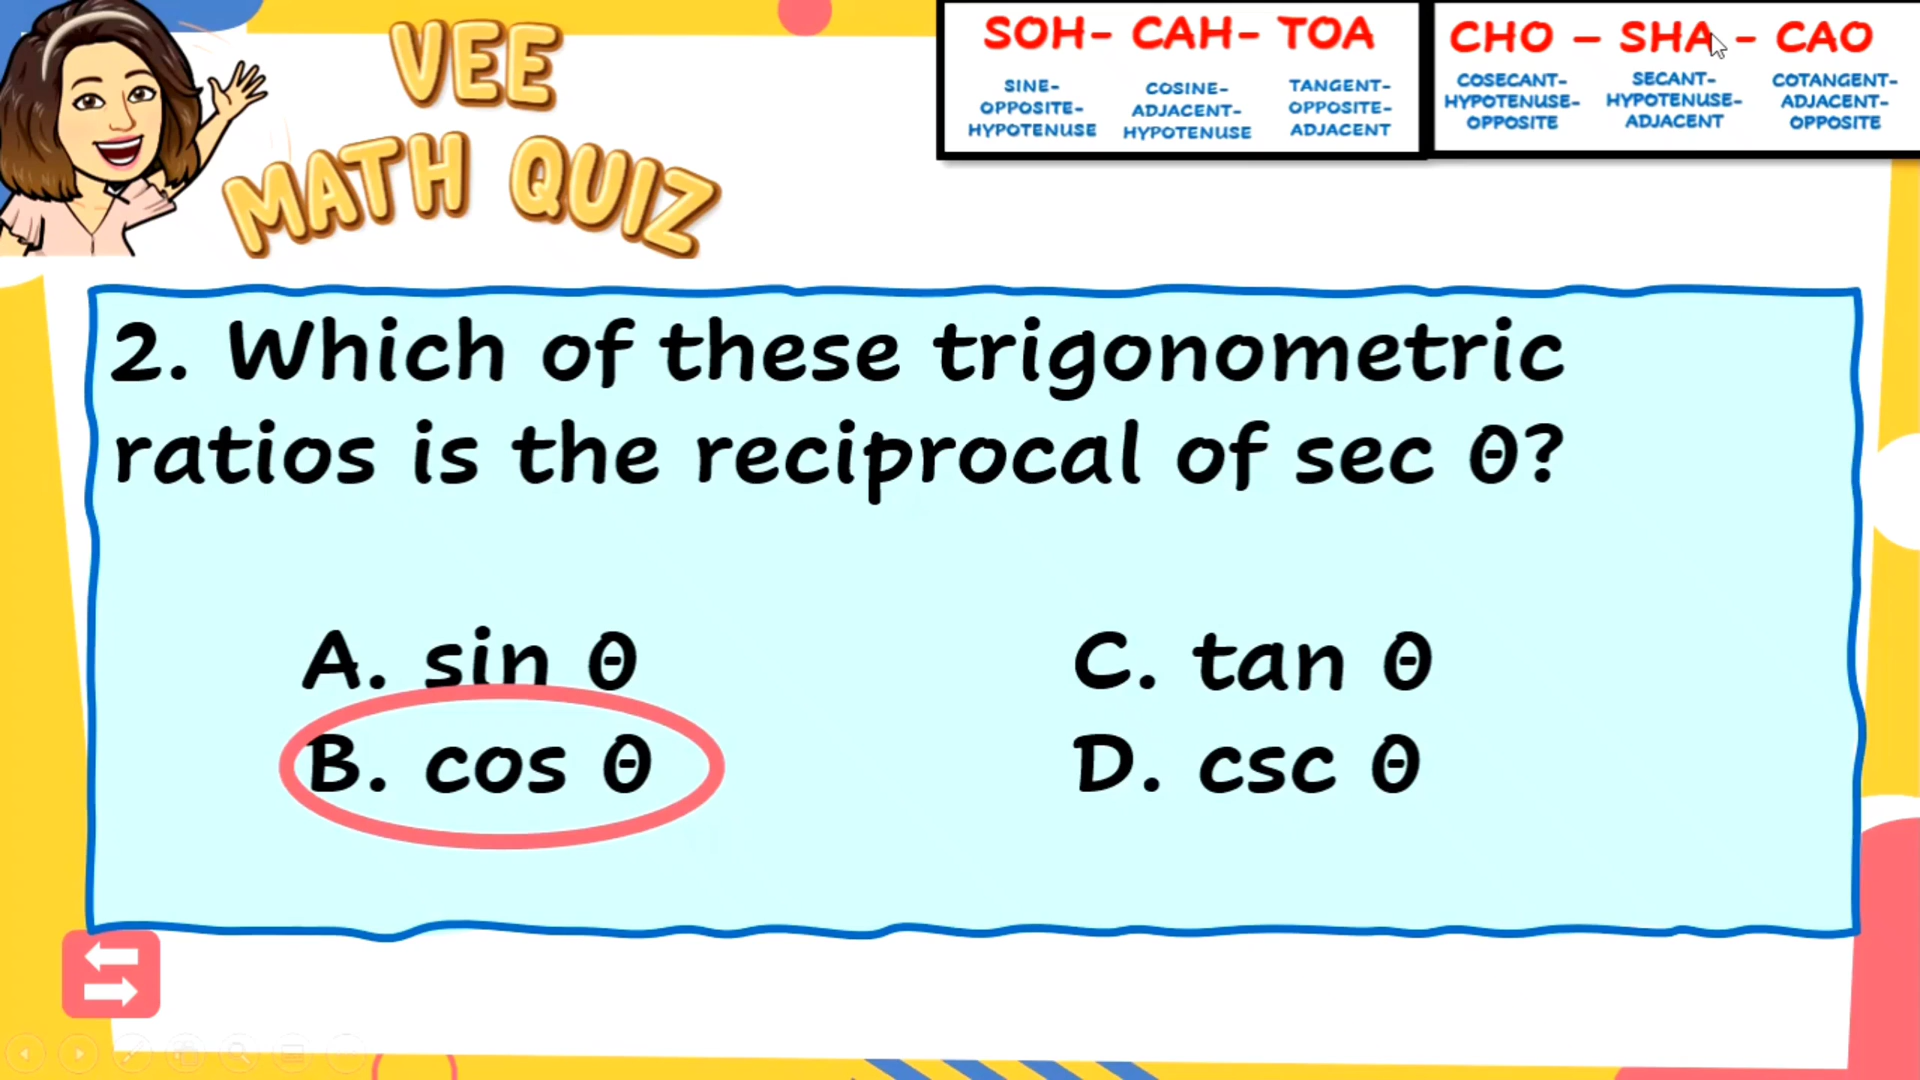 VEE
MATH QUIZ
SOH- CAH- TOA
SINE-
OPPOSITE-
HYPOTENUSE
COSINE-
ADJACENT-
HYPOTENUSE
TANGENT-
OPPOSITE-
ADJACENT
CHO – SHA – CAO
COSECANT-
HYPOTENUSE-
OPPOSITE
SECANT-
HYPOTENUSE-
ADJACENT
COTANGENT-
ADJACENT-
OPPOSITE
2. Which of these trigonometric
ratios is the reciprocal of sec θ?
A. sin θ
B. cos θ
C. tan θ
D. csc θ